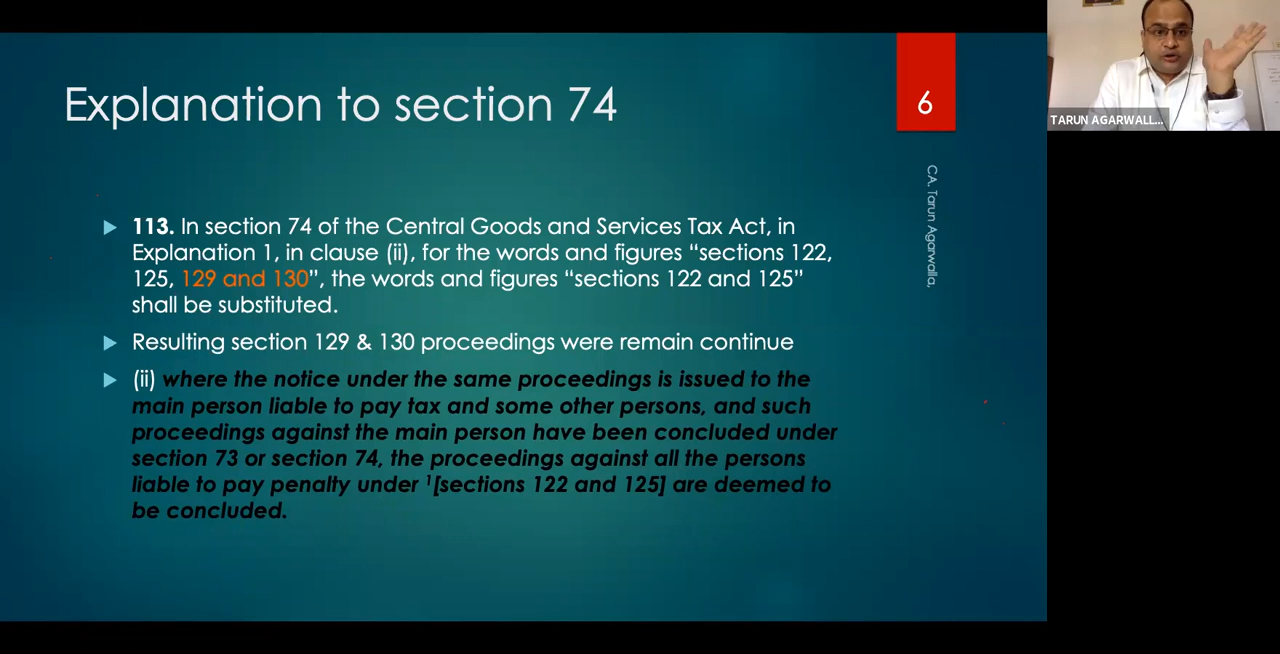 Explanation to section 74
6
TARUN AGARWALL...
CA. Tarun Agarwalla,
113. In section 74 of the Central Goods and Services Tax Act, in
Explanation 1, in clause (ii), for the words and figures “sections 122,
125, 129 and 130”, the words and figures “sections 122 and 125”
shall be substituted.
Resulting section 129 & 130 proceedings were remain continue
(ii) where the notice under the same proceedings is issued to the
main person liable to pay tax and some other persons, and such
proceedings against the main person have been concluded under
section 73 or section 74, the proceedings against all the persons
liable to pay penalty under ¹[sections 122 and 125] are deemed to
be concluded.